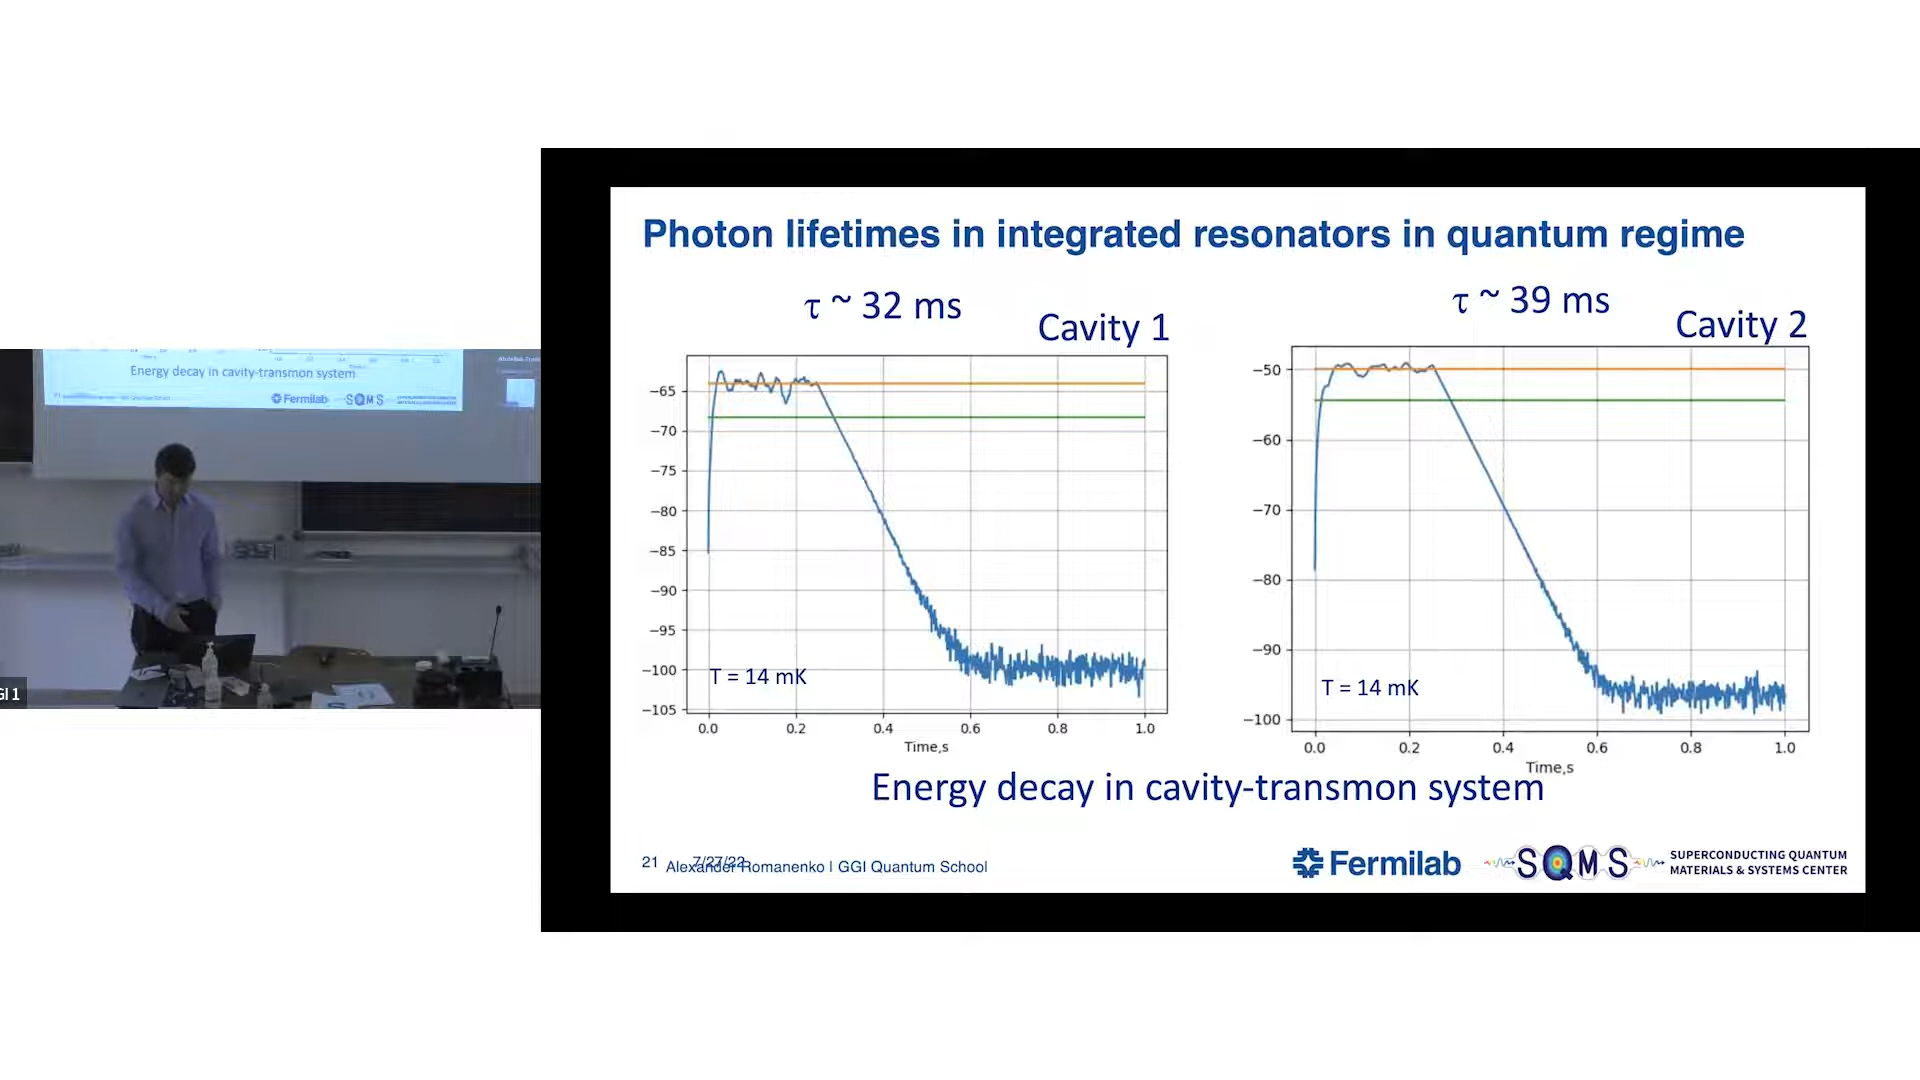 Energy decay in cavity-transmon system
Fermilab
SQMS
GI 1
Photon lifetimes in integrated resonators in quantum regime
τ ~ 32 ms
Cavity 1
−65
−70
−75
−80
−85
−90
−95
−100
−105
T = 14 mK
0.0 0.2 0.4 0.6 0.8 1.0
Time,s
τ ~ 39 ms
Cavity 2
−50
−60
−70
−80
−90
−100
T = 14 mK
0.0 0.2 0.4 0.6 0.8 1.0
Time,s
Energy decay in cavity-transmon system
21 7/27/22
Alexander Romanenko | GGI Quantum School
Fermilab
SQMS
SUPERCONDUCTING QUANTUM
MATERIALS & SYSTEMS CENTER